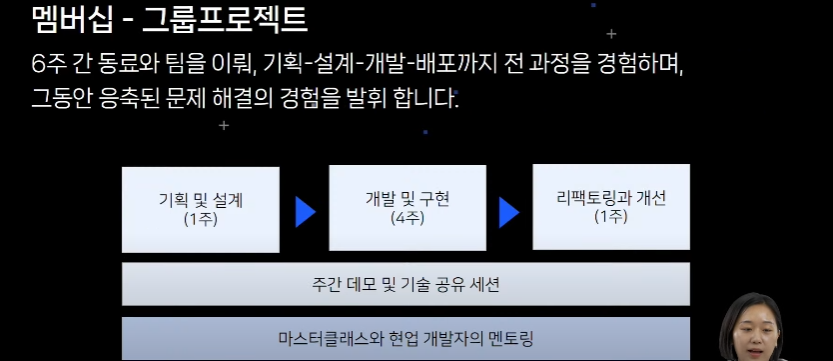 멤버십 - 그룹프로젝트
6주 간 동료와 팀을 이뤄, 기획-설계-개발-배포까지 전 과정을 경험하며,
그동안 응축된 문제 해결의 경험을 발휘 합니다.
기획 및 설계
(1주)
개발 및 구현
(4주)
리팩토링과 개선
(1주)
주간 데모 및 기술 공유 세션
마스터클래스와 현업 개발자의 멘토링